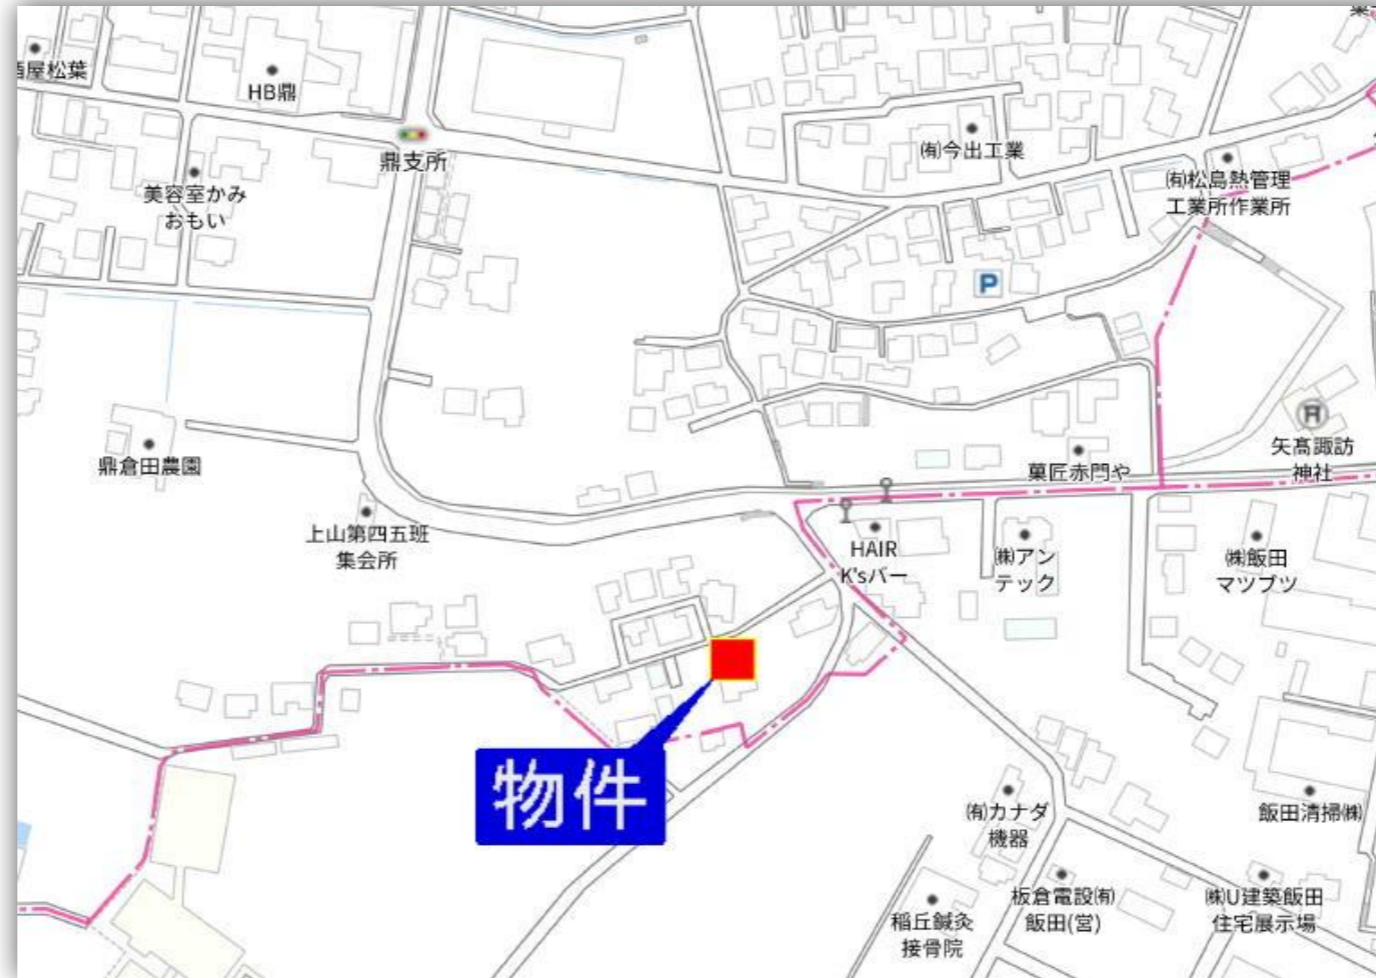 酒屋松葉
HB鼎
鼎支所
美容室かみ
おもい
㈲今出工業
㈲松島熱管理
工業所作業所
P
鼎倉田農園
菓匠赤門や
矢高諏訪
神社
上山第四五班
集会所
HAIR
K'sバー
㈱アン
テック
㈱飯田
マツブツ
物件
㈲カナダ
機器
飯田清掃㈱
稲丘鍼灸
接骨院
板倉電設㈲
飯田(営)
㈱U建築飯田
住宅展示場